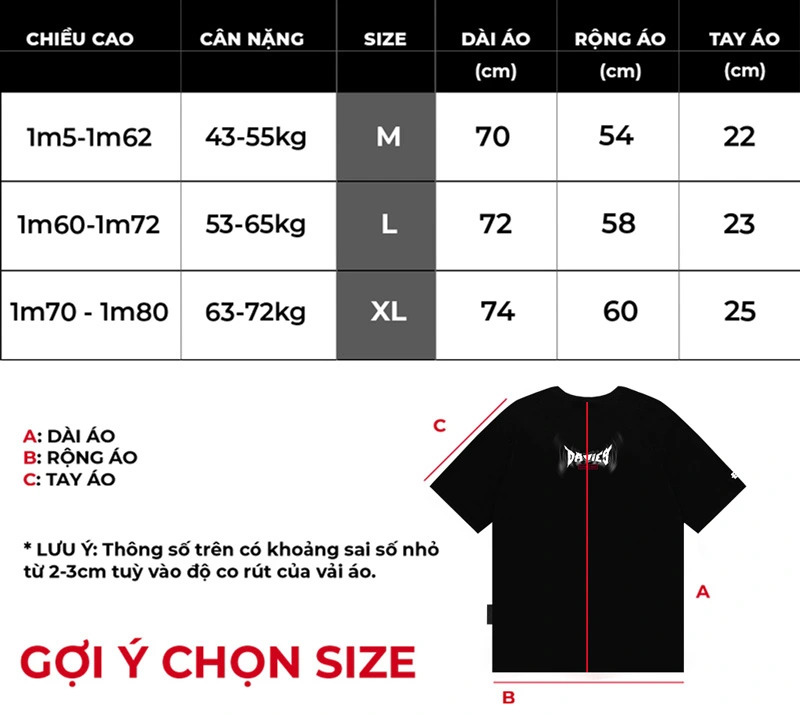 CHIỀU CAO CÂN NẶNG SIZE DÀI ÁO RỘNG ÁO TAY ÁO
(cm) (cm) (cm)
1m5-1m62 43-55kg M 70 54 22
1m60-1m72 53-65kg L 72 58 23
1m70 - 1m80 63-72kg XL 74 60 25
A: DÀI ÁO
B: RỘNG ÁO
C: TAY ÁO
* LƯU Ý: Thông số trên có khoảng sai số nhỏ
từ 2-3cm tuỳ vào độ co rút của vải áo.
GỢI Ý CHỌN SIZE
C
DAVIES
A
B